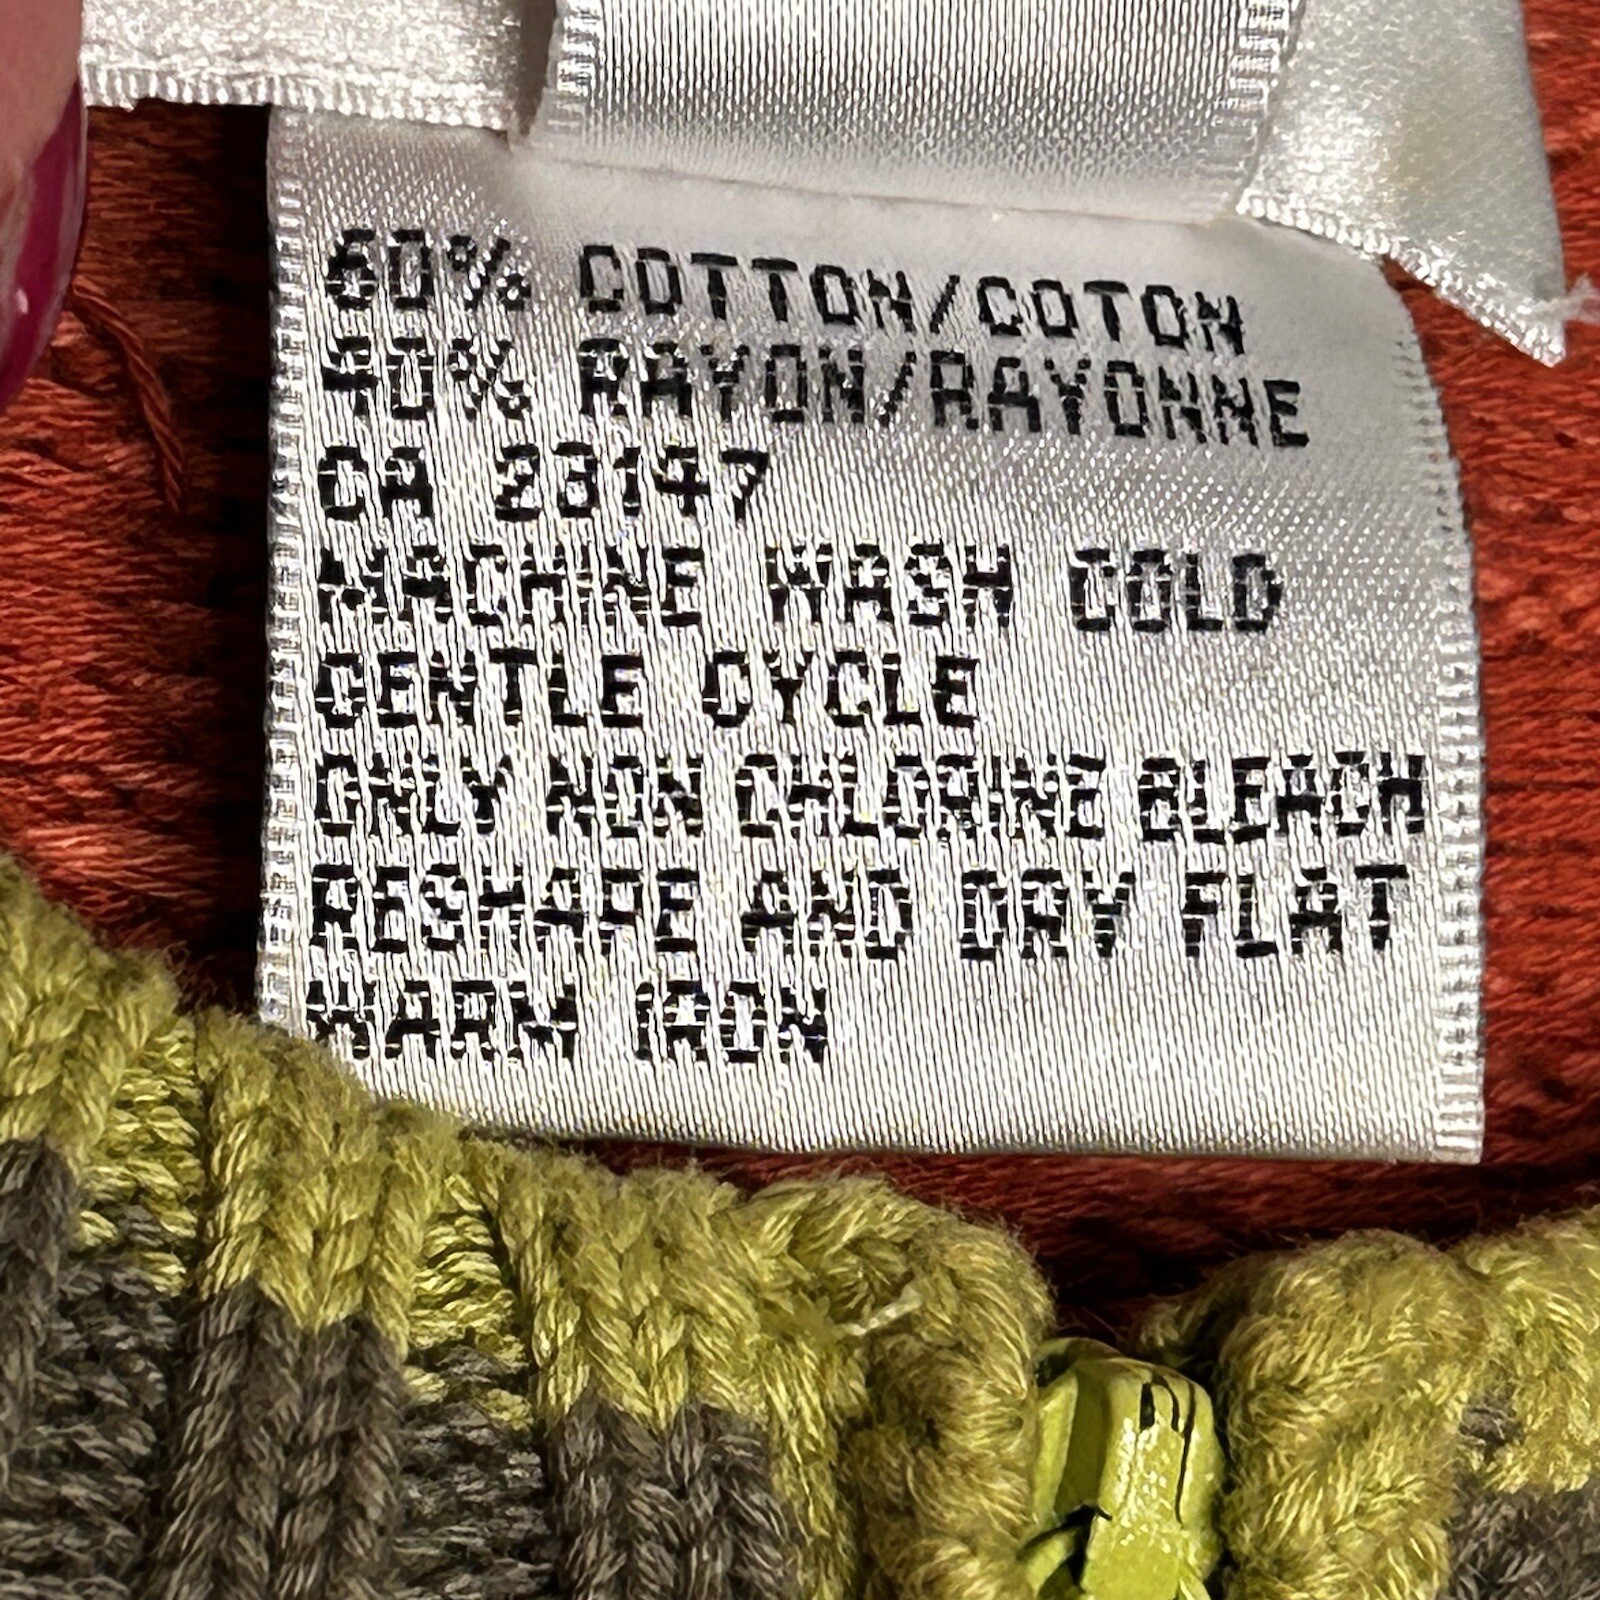 60% COTTON/COTON
40% RAYON/RAYONNE
CA 23147
MACHINE WASH COLD
GENTLE CYCLE
ONLY NON CHLORINE BLEACH
RESHAPE AND DRY FLAT
WARM IRON